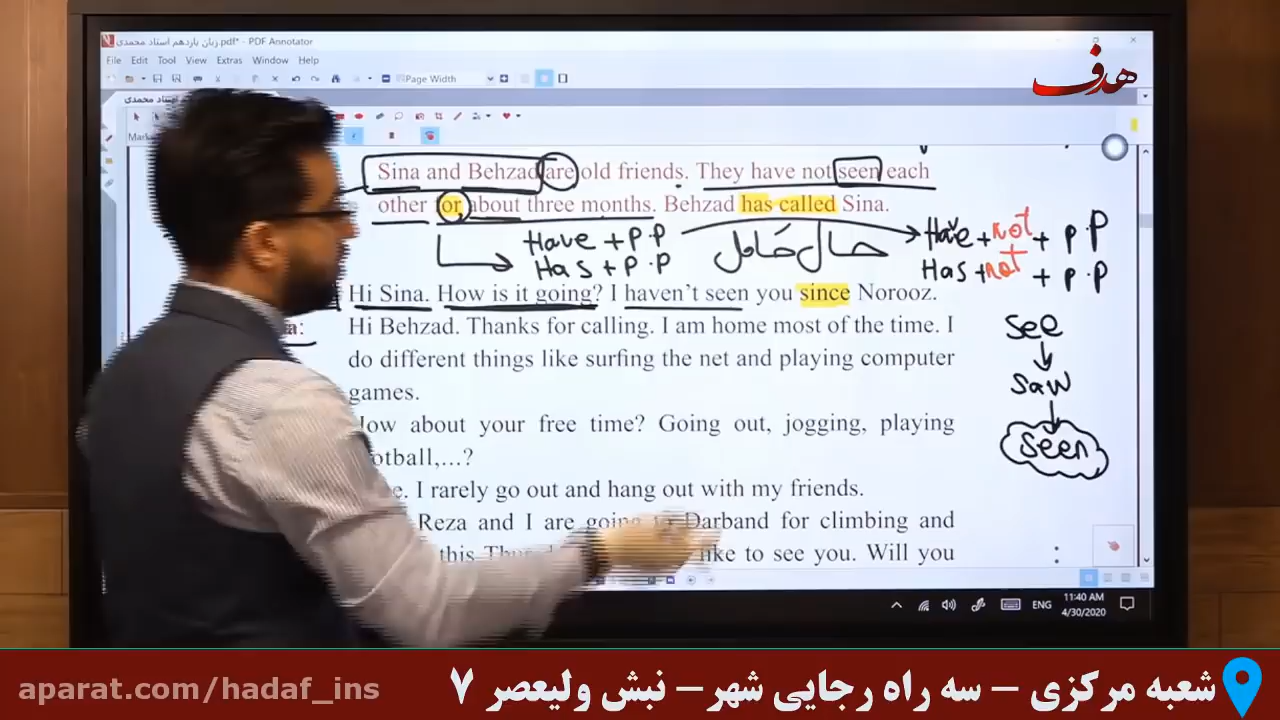 زبان یازدهم استاد محمدی.pdf* - PDF Annotator
هدف
File Edit Tool View Extras Window Help
Page Width
استاد محمدی
Sina and Behzad are old friends. They have not seen each
other for about three months. Behzad has called Sina.
Have + P.P
Has + P.P
حال کامل
Have + not + P.P
Has + not + P.P
Hi Sina. How is it going? I haven't seen you since Norooz.
Hi Behzad. Thanks for calling. I am home most of the time. I
do different things like surfing the net and playing computer
games.
about your free time? Going out, jogging, playing
I rarely go out and hang out with my friends.
Reza and I are going to Darband for climbing and
this like to see you. Will you
see
saw
seen
ENG
11:40 AM
4/30/2020
aparat.com/hadaf_ins
شعبه مرکزی – سه راه رجایی شهر – نبش ولیعصر ۷